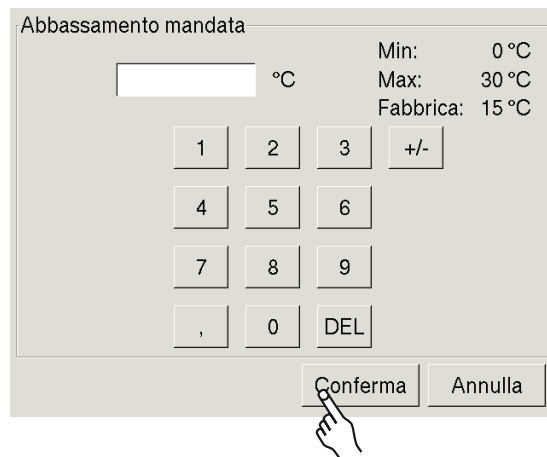 Abbassamento mandata
Min: 0 °C
°C
Max: 30 °C
Fabbrica: 15 °C
1 2 3 +/-
4 5 6
7 8 9
, 0 DEL
Conferma Annulla